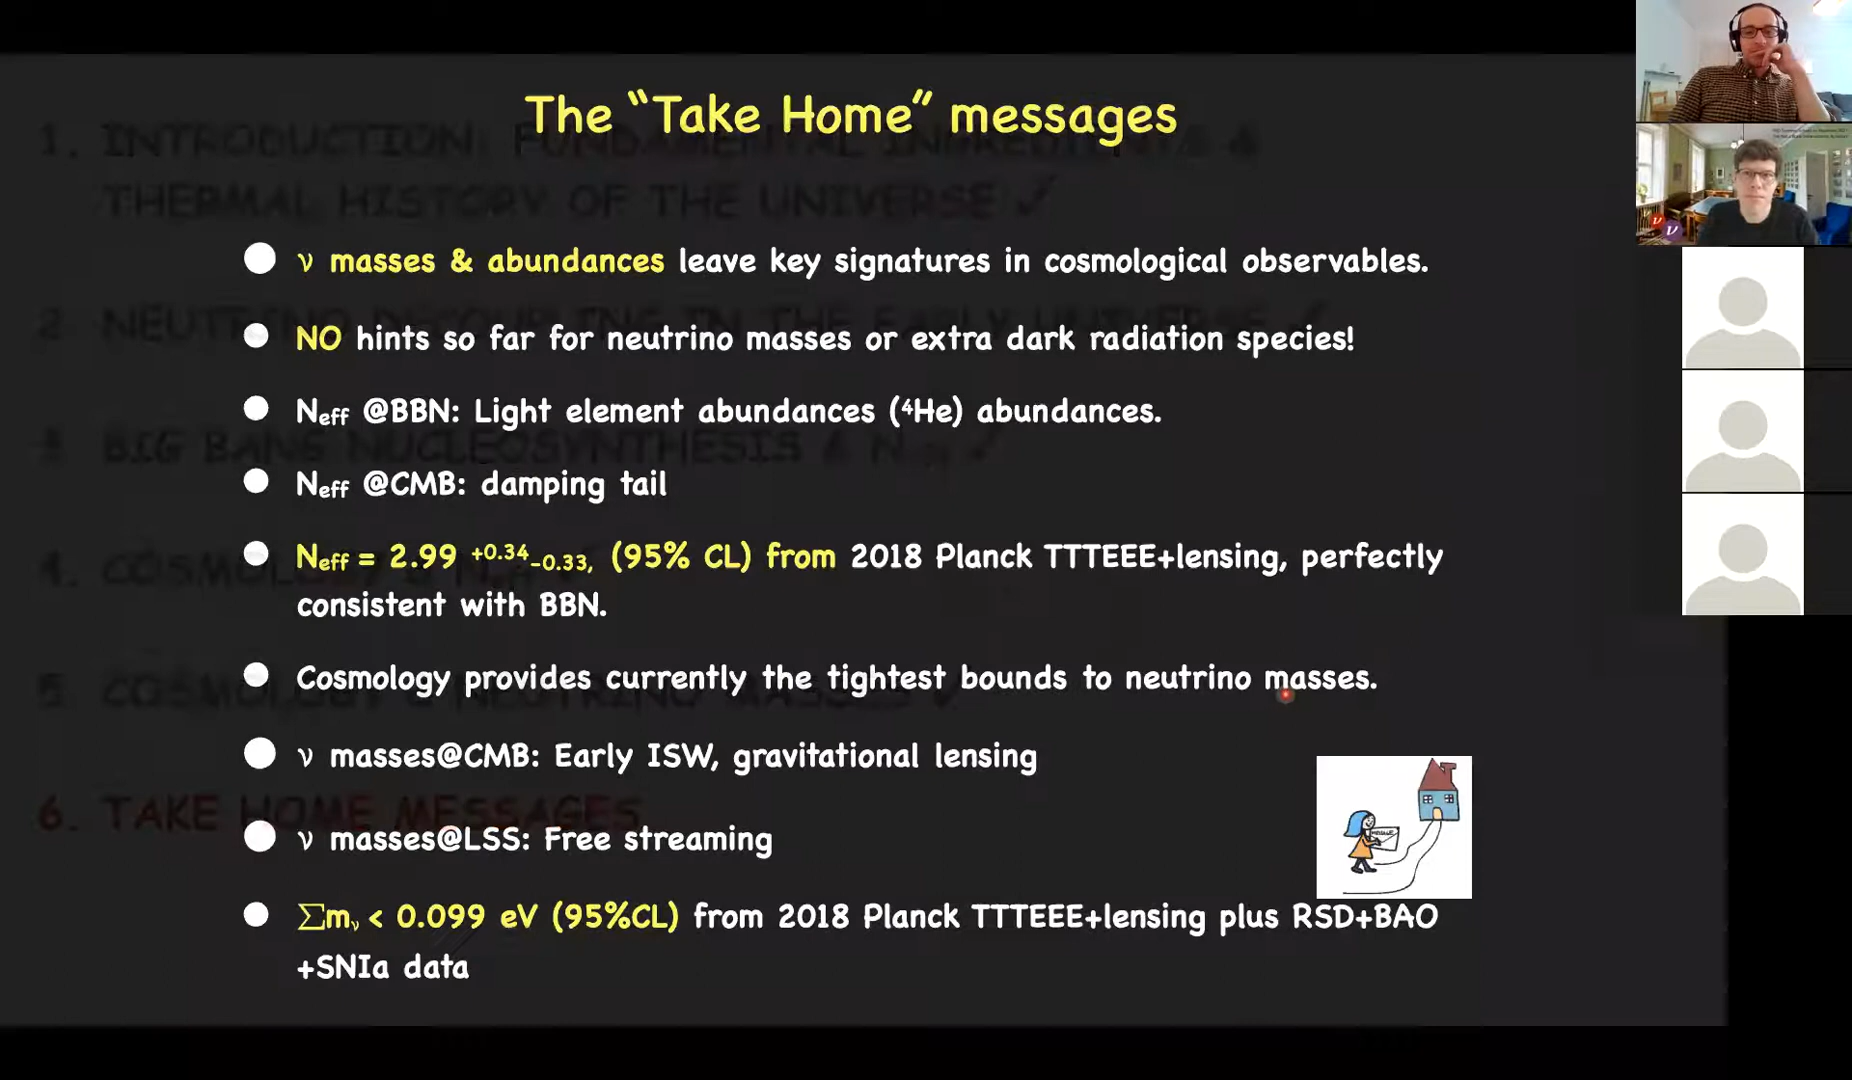 The “Take Home” messages
1. INTRODUCTION: FUNDAMENTAL INGREDIENTS &
THERMAL HISTORY OF THE UNIVERSE ✓
ν masses & abundances leave key signatures in cosmological observables.
2. NEUTRINO DECOUPLING IN THE EARLY UNIVERSE ✓
NO hints so far for neutrino masses or extra dark radiation species!
Neff @BBN: Light element abundances (⁴He) abundances.
3. BIG BANG NUCLEOSYNTHESIS & Neff ✓
Neff @CMB: damping tail
4. COSMOLOGY & Neff ✓
Neff = 2.99 +0.34-0.33, (95% CL) from 2018 Planck TTTEEE+lensing, perfectly
consistent with BBN.
Cosmology provides currently the tightest bounds to neutrino masses.
5. COSMOLOGY & NEUTRINO MASSES ✓
ν masses@CMB: Early ISW, gravitational lensing
6. TAKE HOME MESSAGES
ν masses@LSS: Free streaming
∑mν < 0.099 eV (95%CL) from 2018 Planck TTTEEE+lensing plus RSD+BAO
+SNIa data